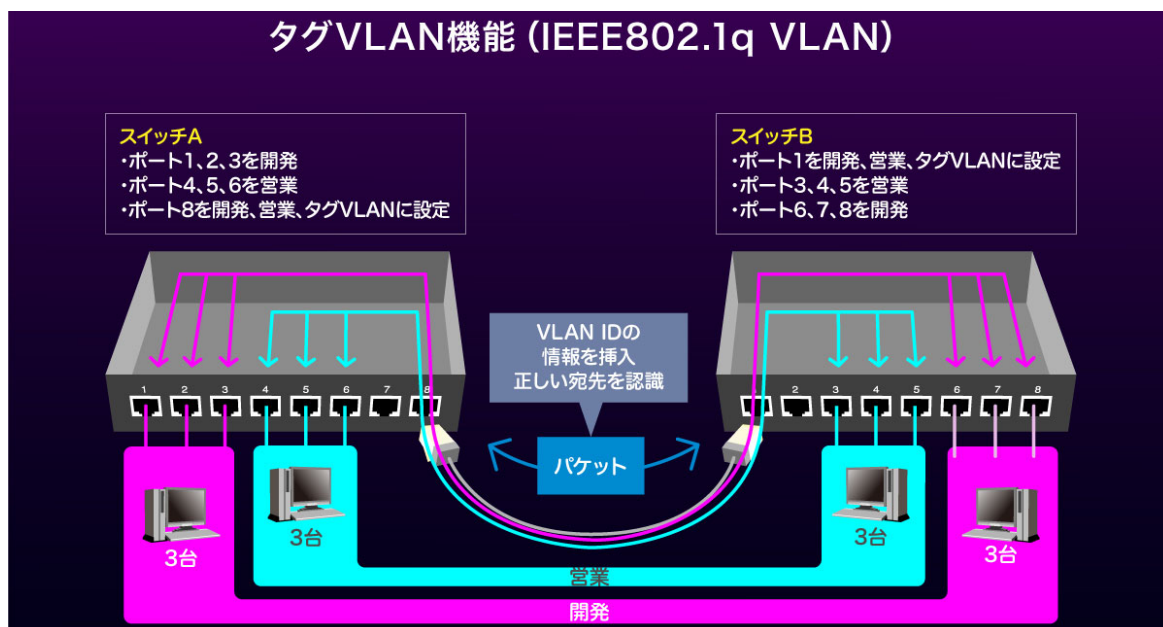 タグVLAN機能（IEEE802.1q VLAN）
スイッチA
・ポート1、2、3を開発
・ポート4、5、6を営業
・ポート8を開発、営業、タグVLANに設定
スイッチB
・ポート1を開発、営業、タグVLANに設定
・ポート3、4、5を営業
・ポート6、7、8を開発
VLAN IDの
情報を挿入
正しい宛先を認識
1 2 3 4 5 6 7 8
1 2 3 4 5 6 7 8
パケット
3台
3台
3台
3台
営業
開発